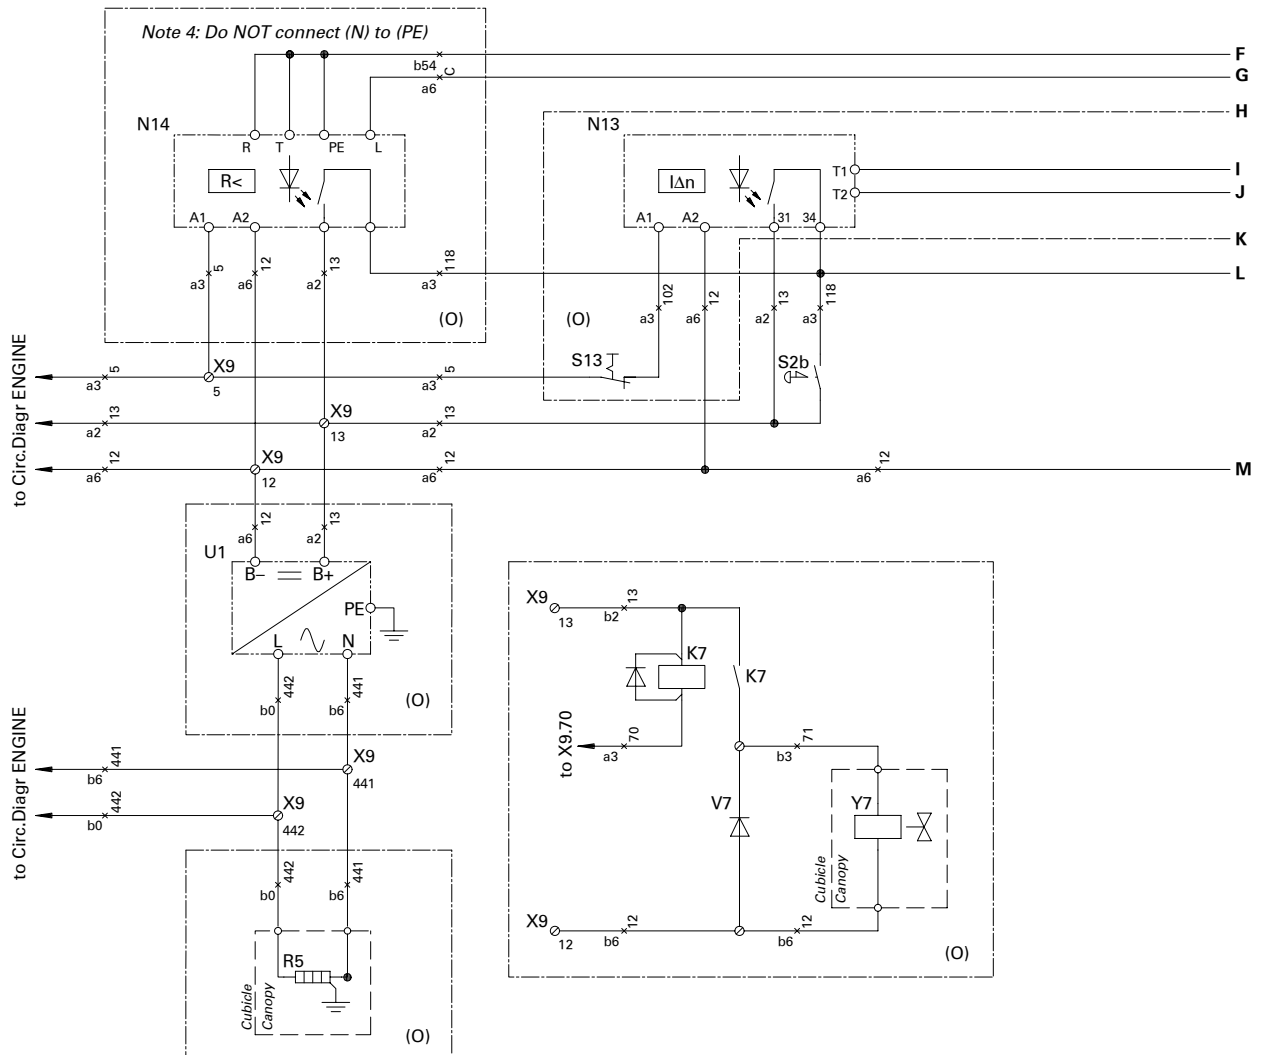 Note 4: Do NOT connect (N) to (PE)
F
b54
C
G
a6
H
N14
N13
R T PE L
R<
I∆n
T1
I
T2
J
A1 A2
A1 A2 31 34
K
5
12
13
118
L
a3 a6 a2 a3
102
12
13
118
a3 a6 a2 a3
(O)
(O)
to Circ.Diagr ENGINE
S13
S2b
5
X9
5
a3
5
a3
13
X9
13
a2
13
a2
12
X9
12
12
a6
12
a6
a6
M
12
13
a6 a2
U1
B– B+
PE
L N
442
441
b0 b6
(O)
X9
13
13
b2
K7
K7
to X9.70
70
a3
71
b3
V7
Y7
Cubicle
Canopy
X9
12
12
b6
12
b6
(O)
to Circ.Diagr ENGINE
441
b6
X9
441
442
b0
X9
442
442
441
b0 b6
R5
Cubicle
Canopy
(O)